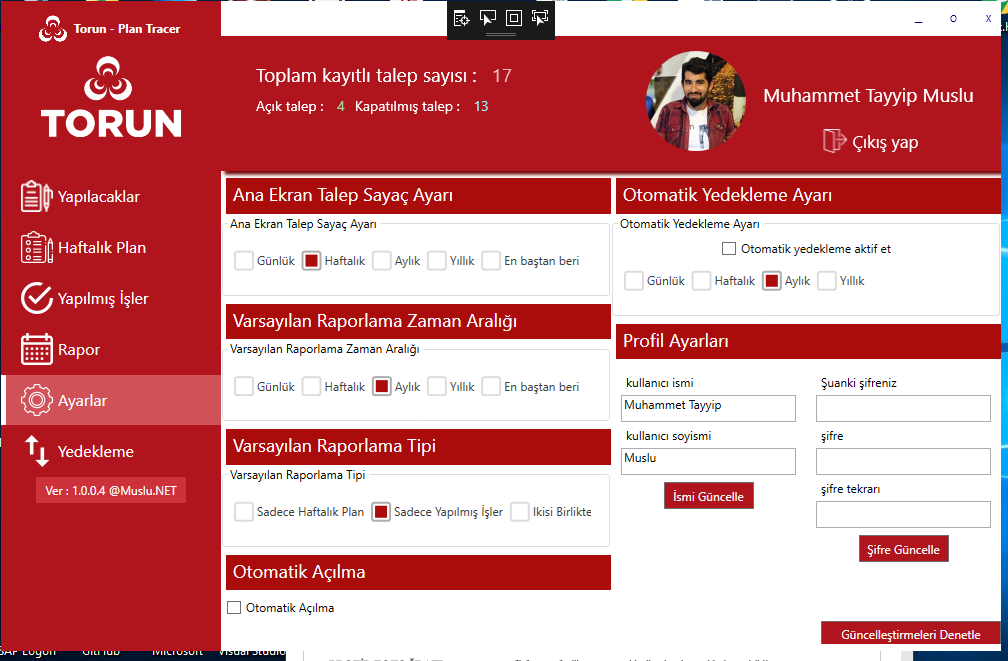 Torun - Plan Tracer
TORUN
Toplam kayıtlı talep sayısı : 17
Açık talep : 4 Kapatılmış talep : 13
Muhammet Tayyip Muslu
Çıkış yap
Yapılacaklar
Haftalık Plan
Yapılmış İşler
Rapor
Ayarlar
Yedekleme
Ver : 1.0.0.4 @Muslu.NET
Ana Ekran Talep Sayaç Ayarı
Ana Ekran Talep Sayaç Ayarı
Günlük Haftalık Aylık Yıllık En baştan beri
Varsayılan Raporlama Zaman Aralığı
Varsayılan Raporlama Zaman Aralığı
Günlük Haftalık Aylık Yıllık En baştan beri
Varsayılan Raporlama Tipi
Varsayılan Raporlama Tipi
Sadece Haftalık Plan Sadece Yapılmış İşler İkisi Birlikte
Otomatik Açılma
Otomatik Açılma
Otomatik Yedekleme Ayarı
Otomatik Yedekleme Ayarı
Otomatik yedekleme aktif et
Günlük Haftalık Aylık Yıllık
Profil Ayarları
kullanıcı ismi
Muhammet Tayyip
kullanıcı soyismi
Muslu
İsmi Güncelle
Şuanki şifreniz
şifre
şifre tekrarı
Şifre Güncelle
Güncelleştirmeleri Denetle
SAP Logon GitHub Microsoft Visual Studio